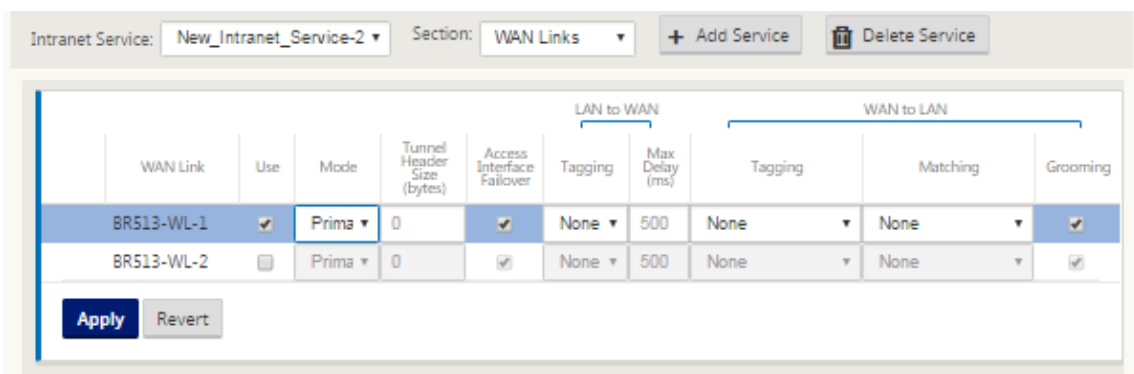 Intranet Service: New_Intranet_Service-2 Section: WAN Links + Add Service Delete Service
LAN to WAN WAN to LAN
WAN Link Use Mode Tunnel Header Size (bytes) Access Interface Failover Tagging Max Delay (ms) Tagging Matching Grooming
BR513-WL-1 Prima 0 None 500 None None
BR513-WL-2 Prima 0 None 500 None None
Apply Revert